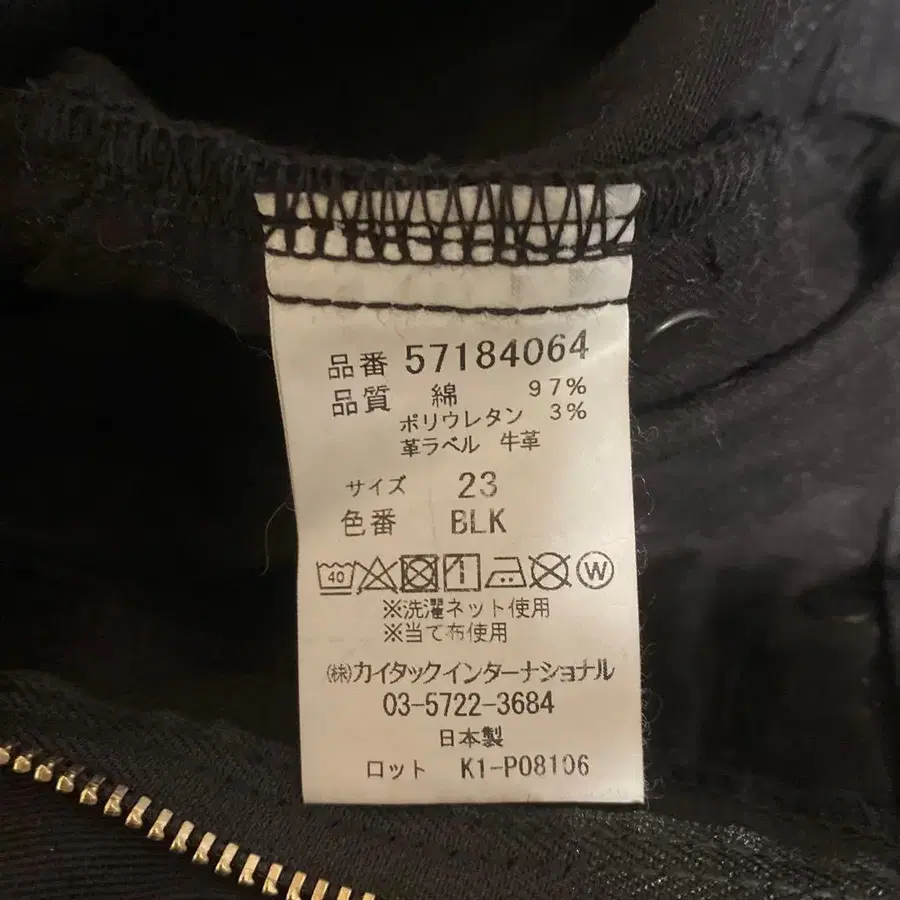 品番 57184064
品質 綿 97%
ポリウレタン 3%
革ラベル 牛革
サイズ 23
色番 BLK
40 W
※洗濯ネット使用
※当て布使用
㈱カイタックインターナショナル
03-5722-3684
日本製
ロット K1-P08106